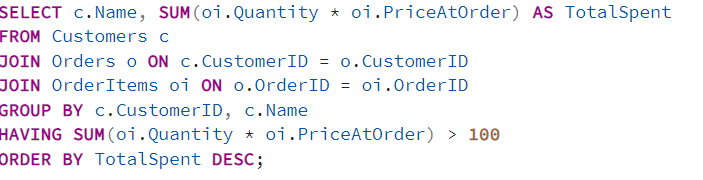 SELECT c.Name, SUM(oi.Quantity * oi.PriceAtOrder) AS TotalSpent
FROM Customers c
JOIN Orders o ON c.CustomerID = o.CustomerID
JOIN OrderItems oi ON o.OrderID = oi.OrderID
GROUP BY c.CustomerID, c.Name
HAVING SUM(oi.Quantity * oi.PriceAtOrder) > 100
ORDER BY TotalSpent DESC;